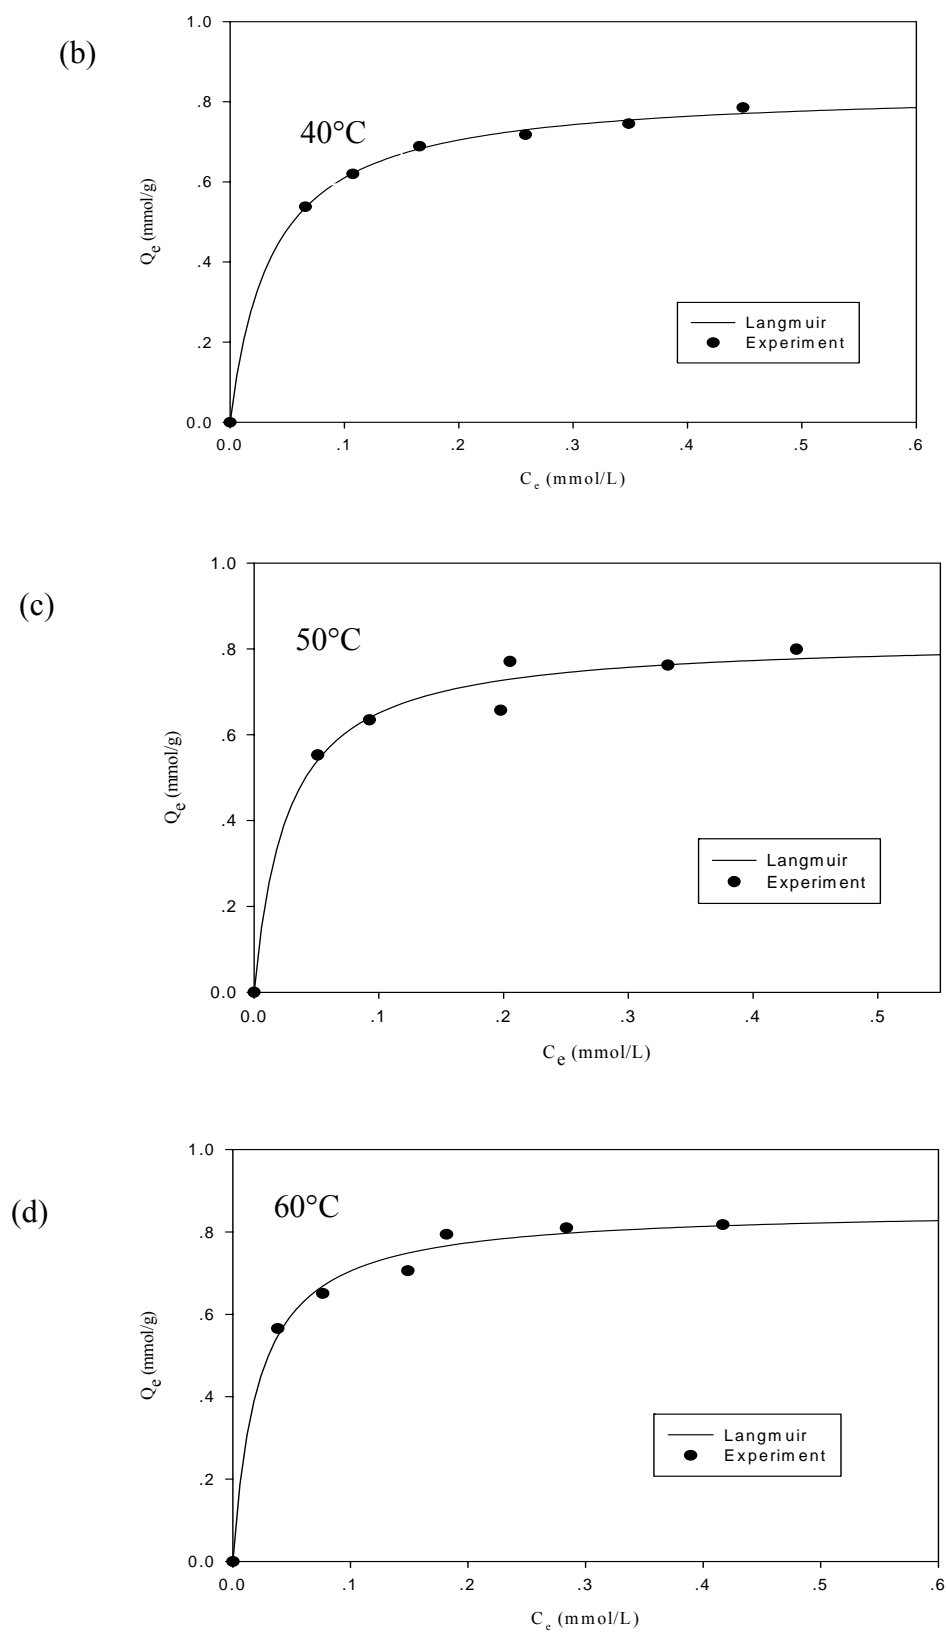 (b)
1.0
.8
.6
.4
.2
0.0
Qe (mmol/g)
40°C
Langmuir
Experiment
0.0 .1 .2 .3 .4 .5 .6
Ce (mmol/L)
(c)
1.0
.8
.6
.4
.2
0.0
Qe (mmol/g)
50°C
Langmuir
Experiment
0.0 .1 .2 .3 .4 .5
Ce (mmol/L)
(d)
1.0
.8
.6
.4
.2
0.0
Qe (mmol/g)
60°C
Langmuir
Experiment
0.0 .1 .2 .3 .4 .5 .6
Ce (mmol/L)